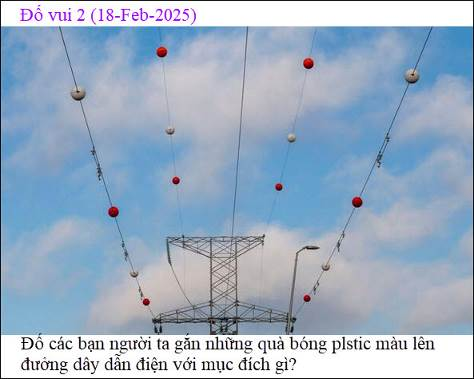 Đố vui 2 (18-Feb-2025)
Đố các bạn người ta gắn những quả bóng plstic màu lên
đường dây dẫn điện với mục đích gì?